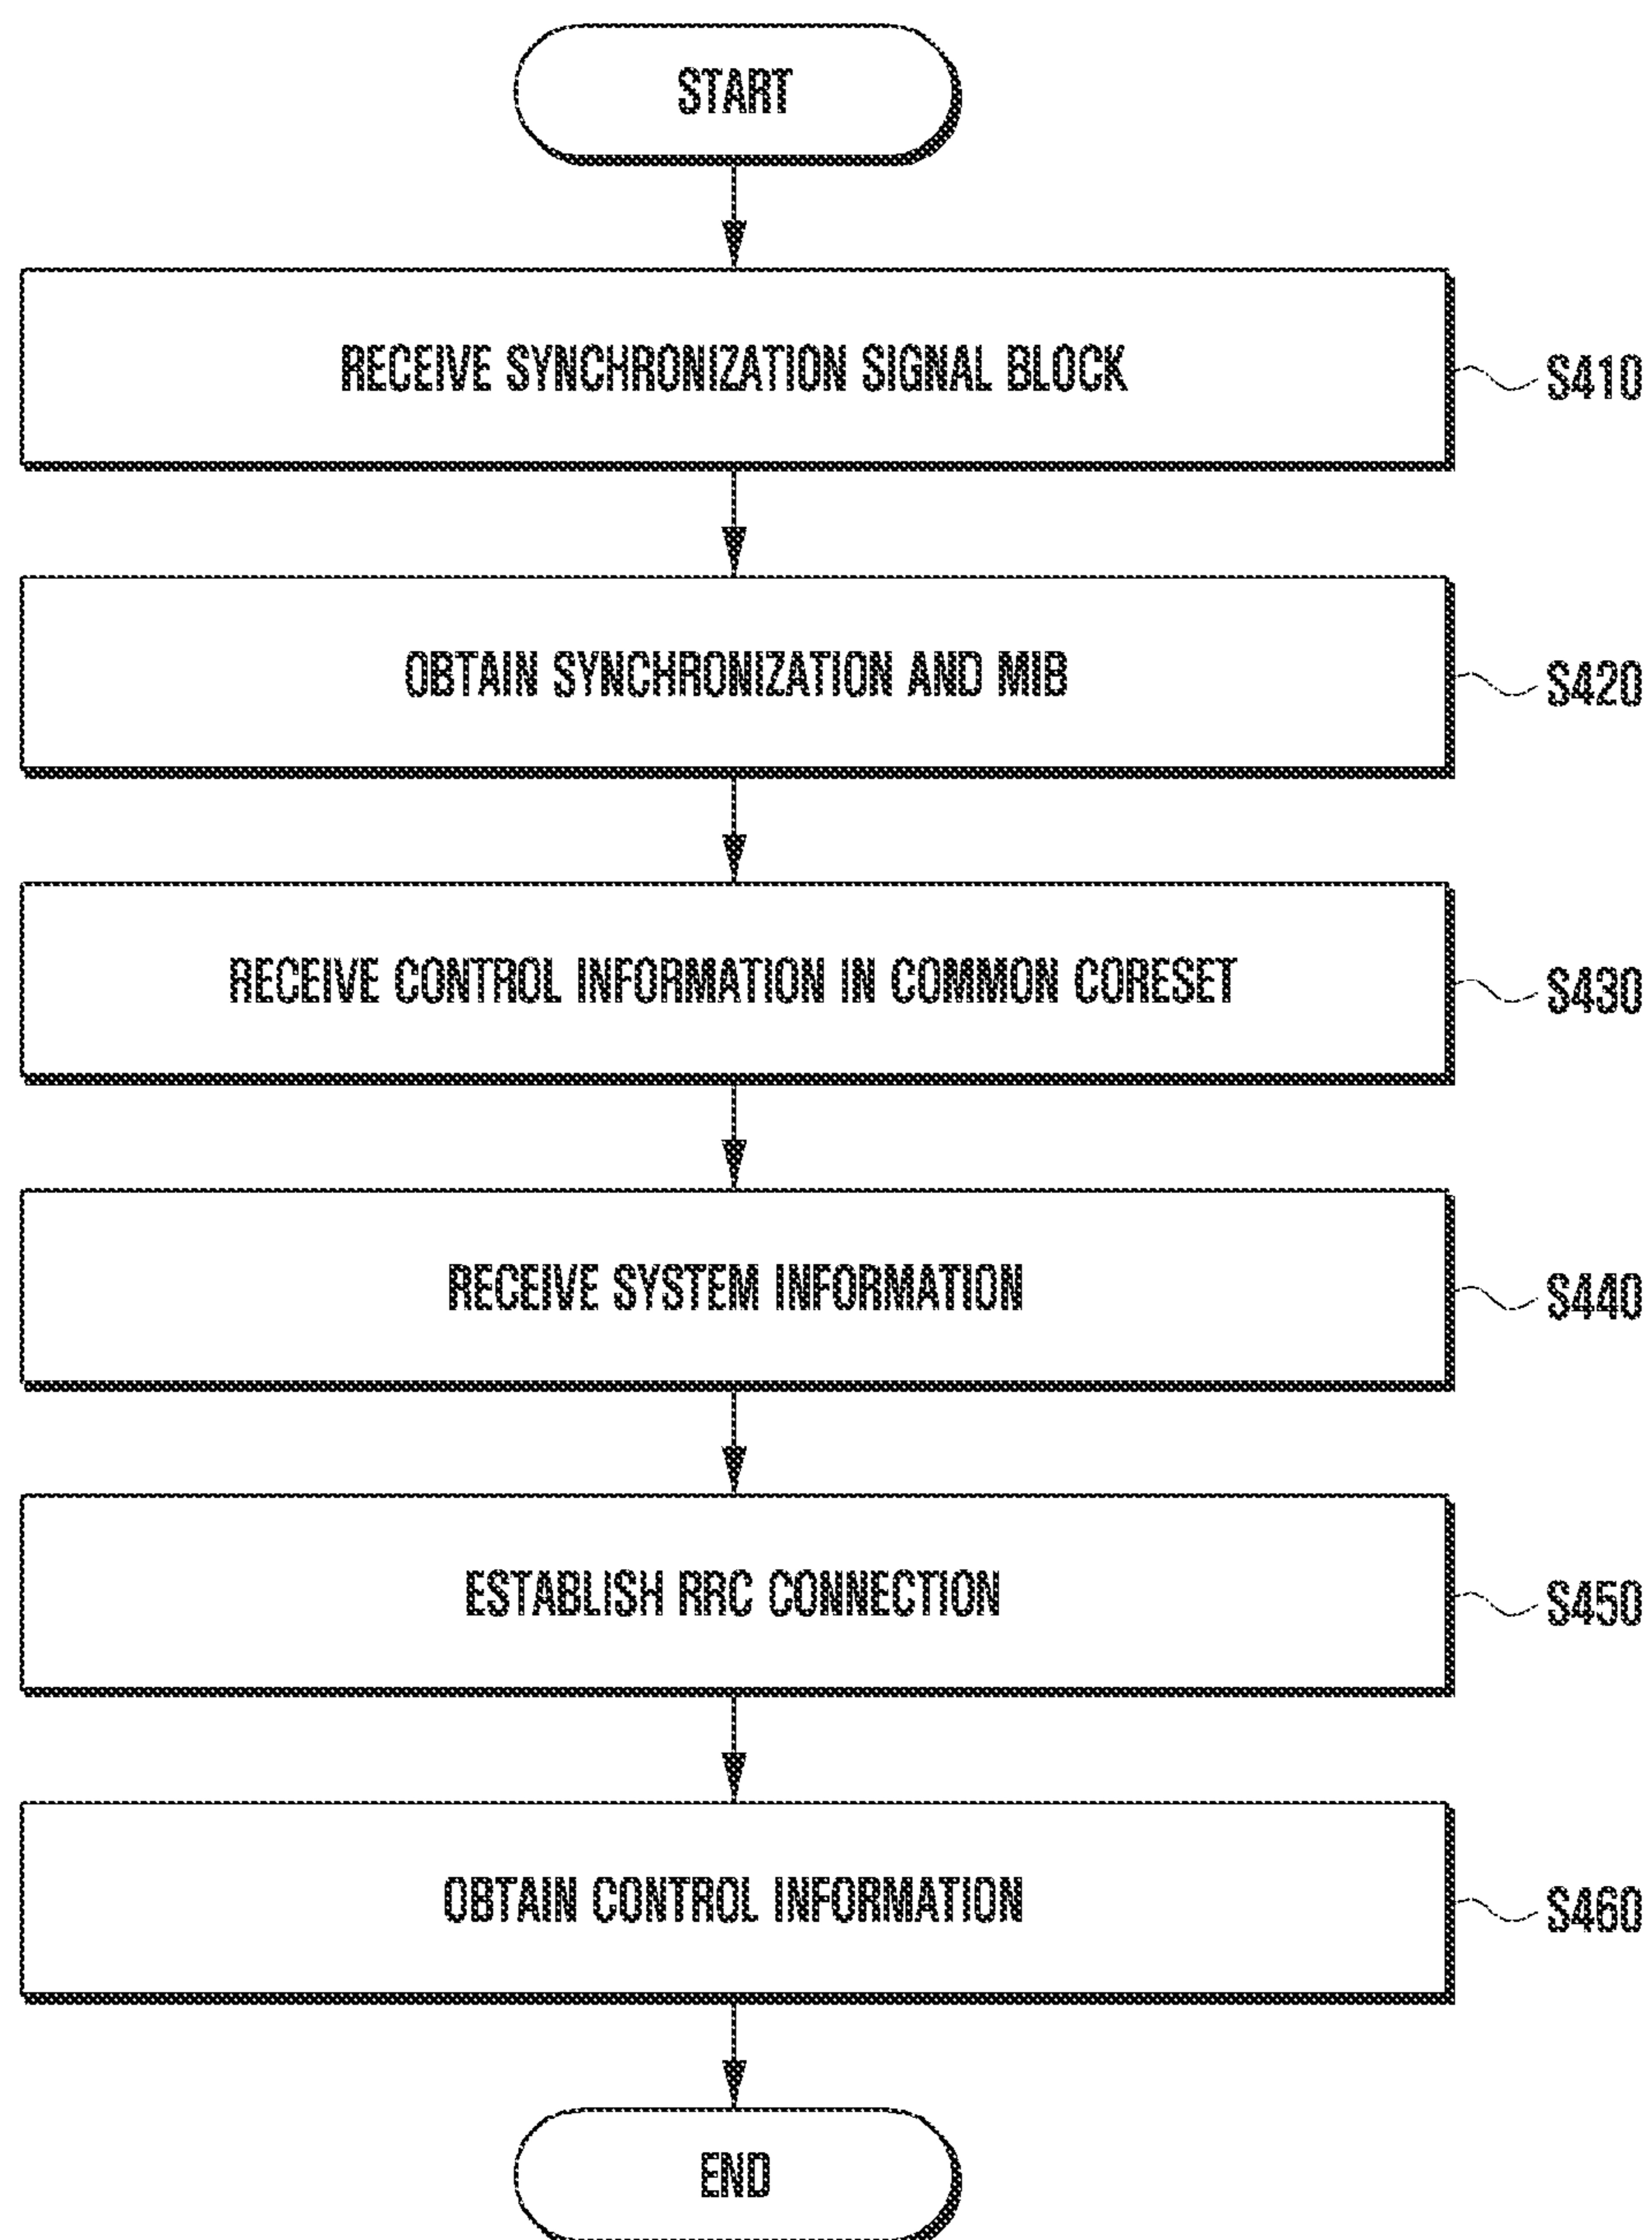 START
RECEIVE SYNCHRONIZATION SIGNAL BLOCK
S410
OBTAIN SYNCHRONIZATION AND MIB
S420
RECEIVE CONTROL INFORMATION IN COMMON CORESET
S430
RECEIVE SYSTEM INFORMATION
S440
ESTABLISH RRC CONNECTION
S450
OBTAIN CONTROL INFORMATION
S460
END